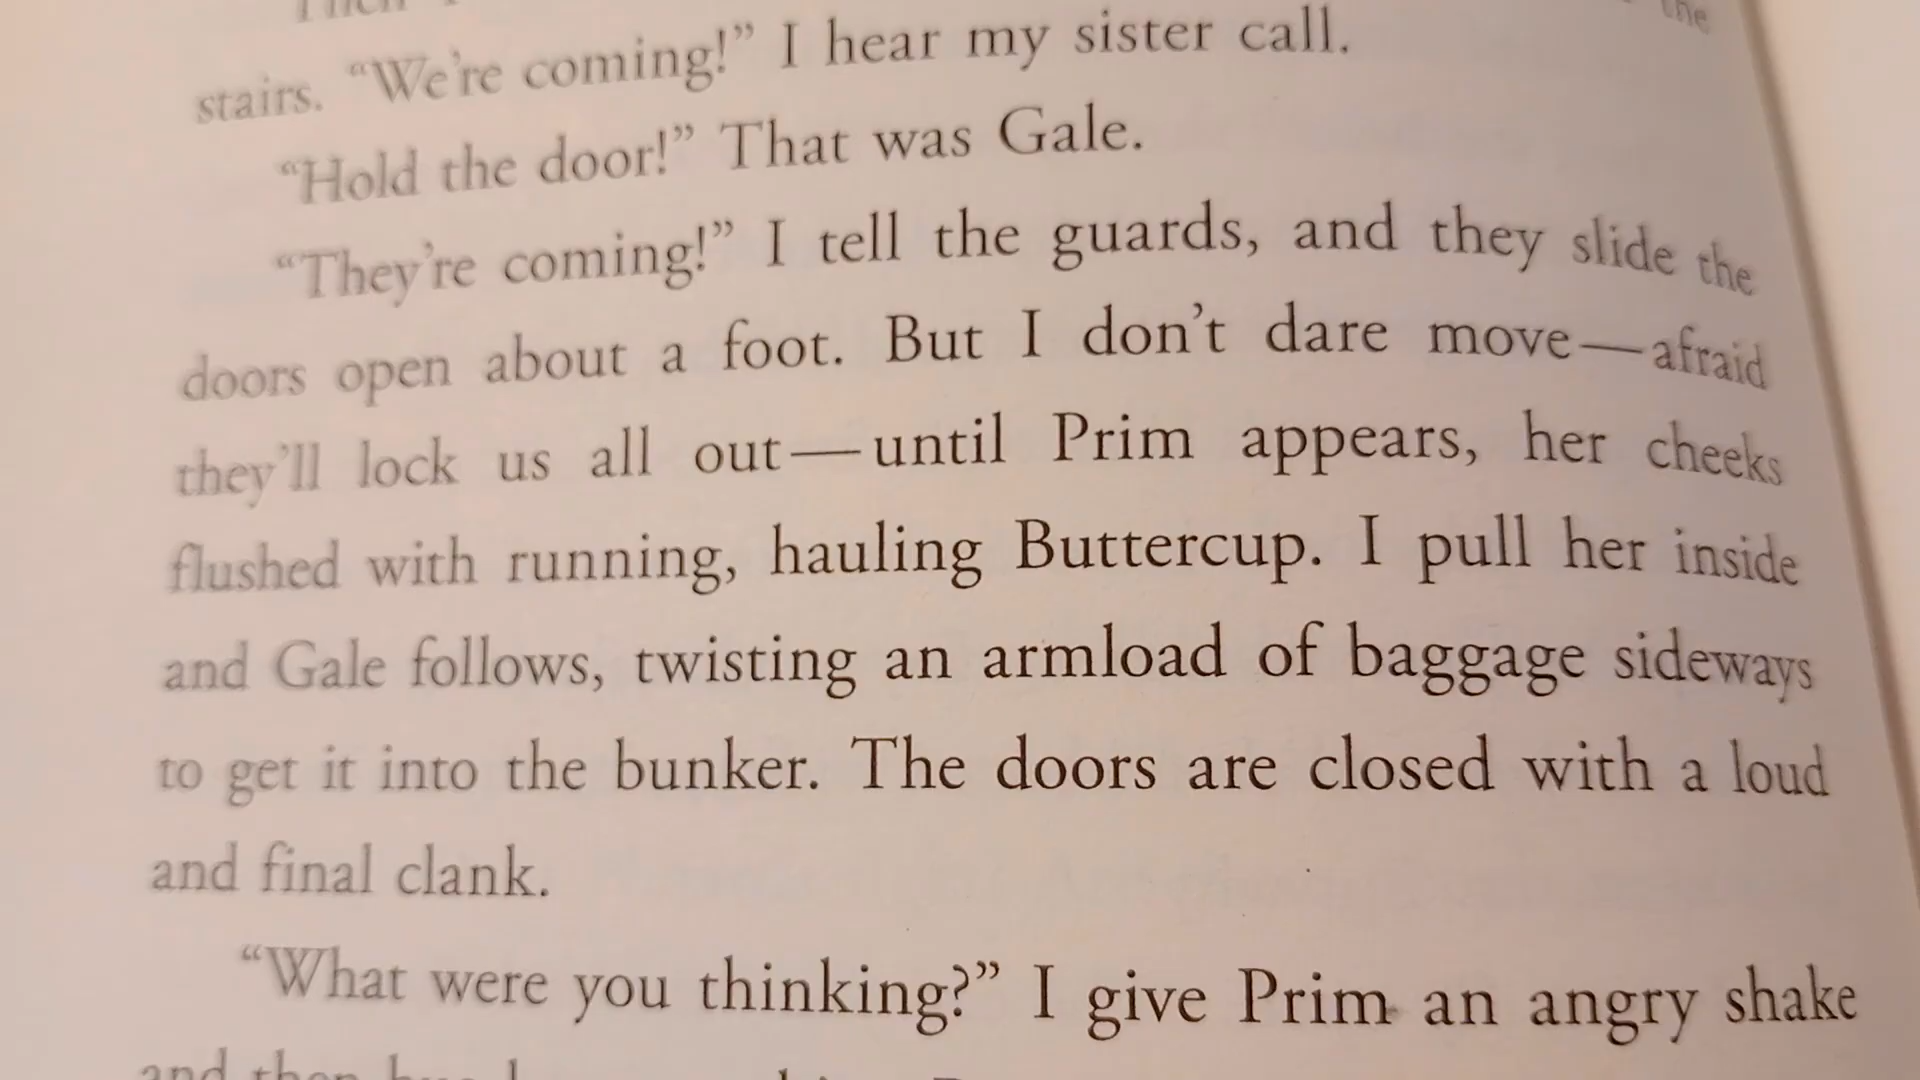 the
stairs. “We’re coming!” I hear my sister call.
“Hold the door!” That was Gale.
“They’re coming!” I tell the guards, and they slide the
doors open about a foot. But I don’t dare move—afraid
they’ll lock us all out—until Prim appears, her cheeks
flushed with running, hauling Buttercup. I pull her inside
and Gale follows, twisting an armload of baggage sideways
to get it into the bunker. The doors are closed with a loud
and final clank.
“What were you thinking?” I give Prim an angry shake
and then